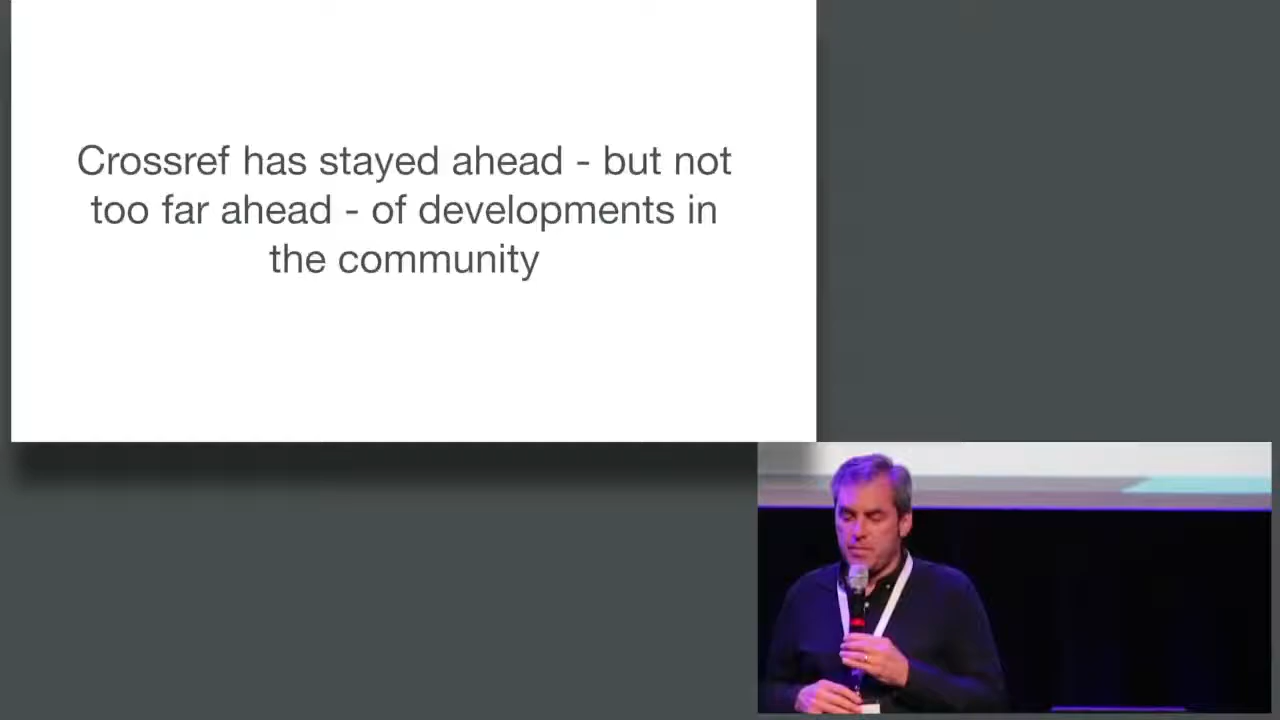 Crossref has stayed ahead - but not
too far ahead - of developments in
the community